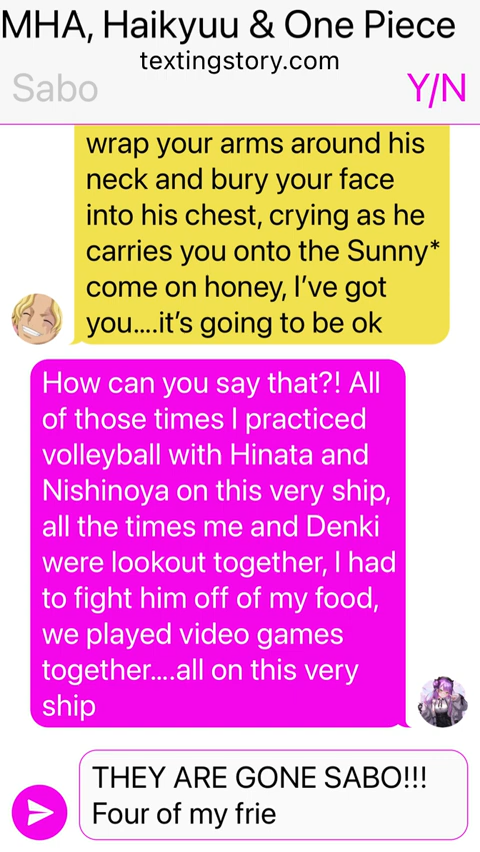 MHA, Haikyuu & One Piece
textingstory.com
Sabo
Y/N
wrap your arms around his
neck and bury your face
into his chest, crying as he
carries you onto the Sunny*
come on honey, I’ve got
you....it’s going to be ok
How can you say that?! All
of those times I practiced
volleyball with Hinata and
Nishinoya on this very ship,
all the times me and Denki
were lookout together, I had
to fight him off of my food,
we played video games
together....all on this very
ship
THEY ARE GONE SABO!!!
Four of my frie